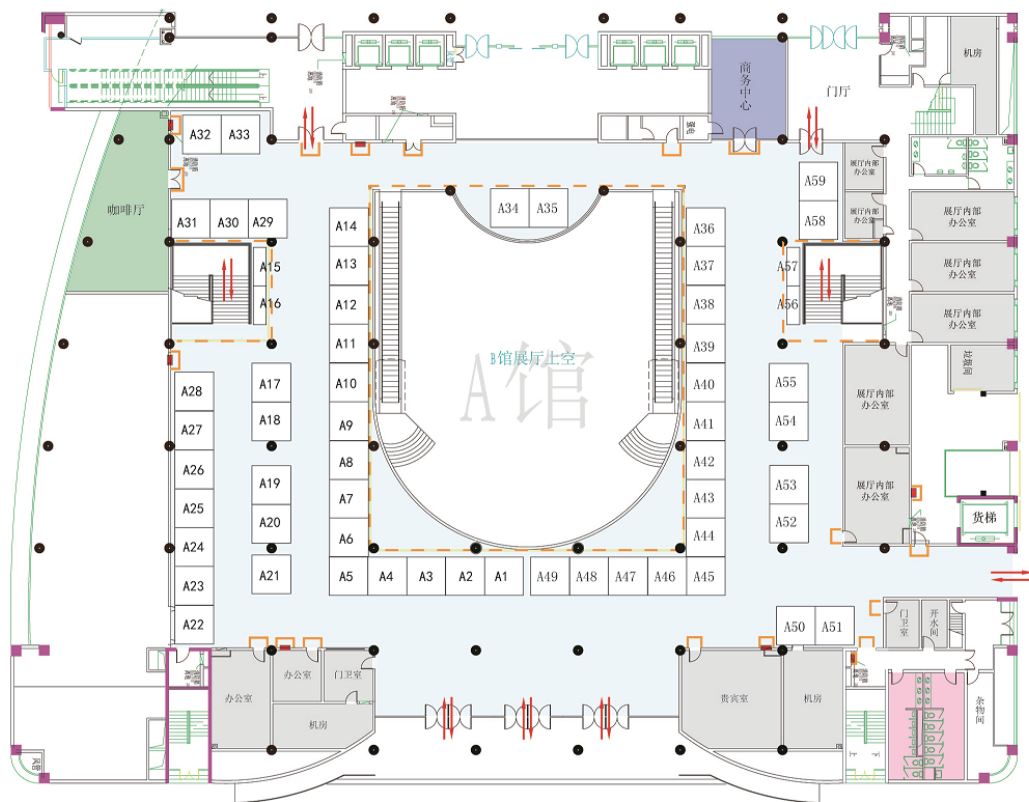 机房
商务中心
门厅
强电
A32 A33
A59
展厅内部
办公室
咖啡厅
A34 A35
A58
展厅内部
办公室
展厅内部
办公室
A31 A30 A29
A14
A36
A15
A13
A37
A57
展厅内部
办公室
A16
A12
A38
A56
展厅内部
办公室
A11
A39
B馆展厅上空
垃圾间
A馆
A28
A17
A10
A40
A55
展厅内部
办公室
A27
A18
A9
A41
A54
A26
A8
A42
A19
A7
A43
A53
展厅内部
办公室
A25
A20
A6
A44
A52
货梯
A24
A23
A21
A5 A4 A3 A2 A1 A49 A48 A47 A46 A45
A22
A50 A51
门卫室
开水间
办公室
办公室
门卫室
贵宾室
机房
机房
杂物间
风管